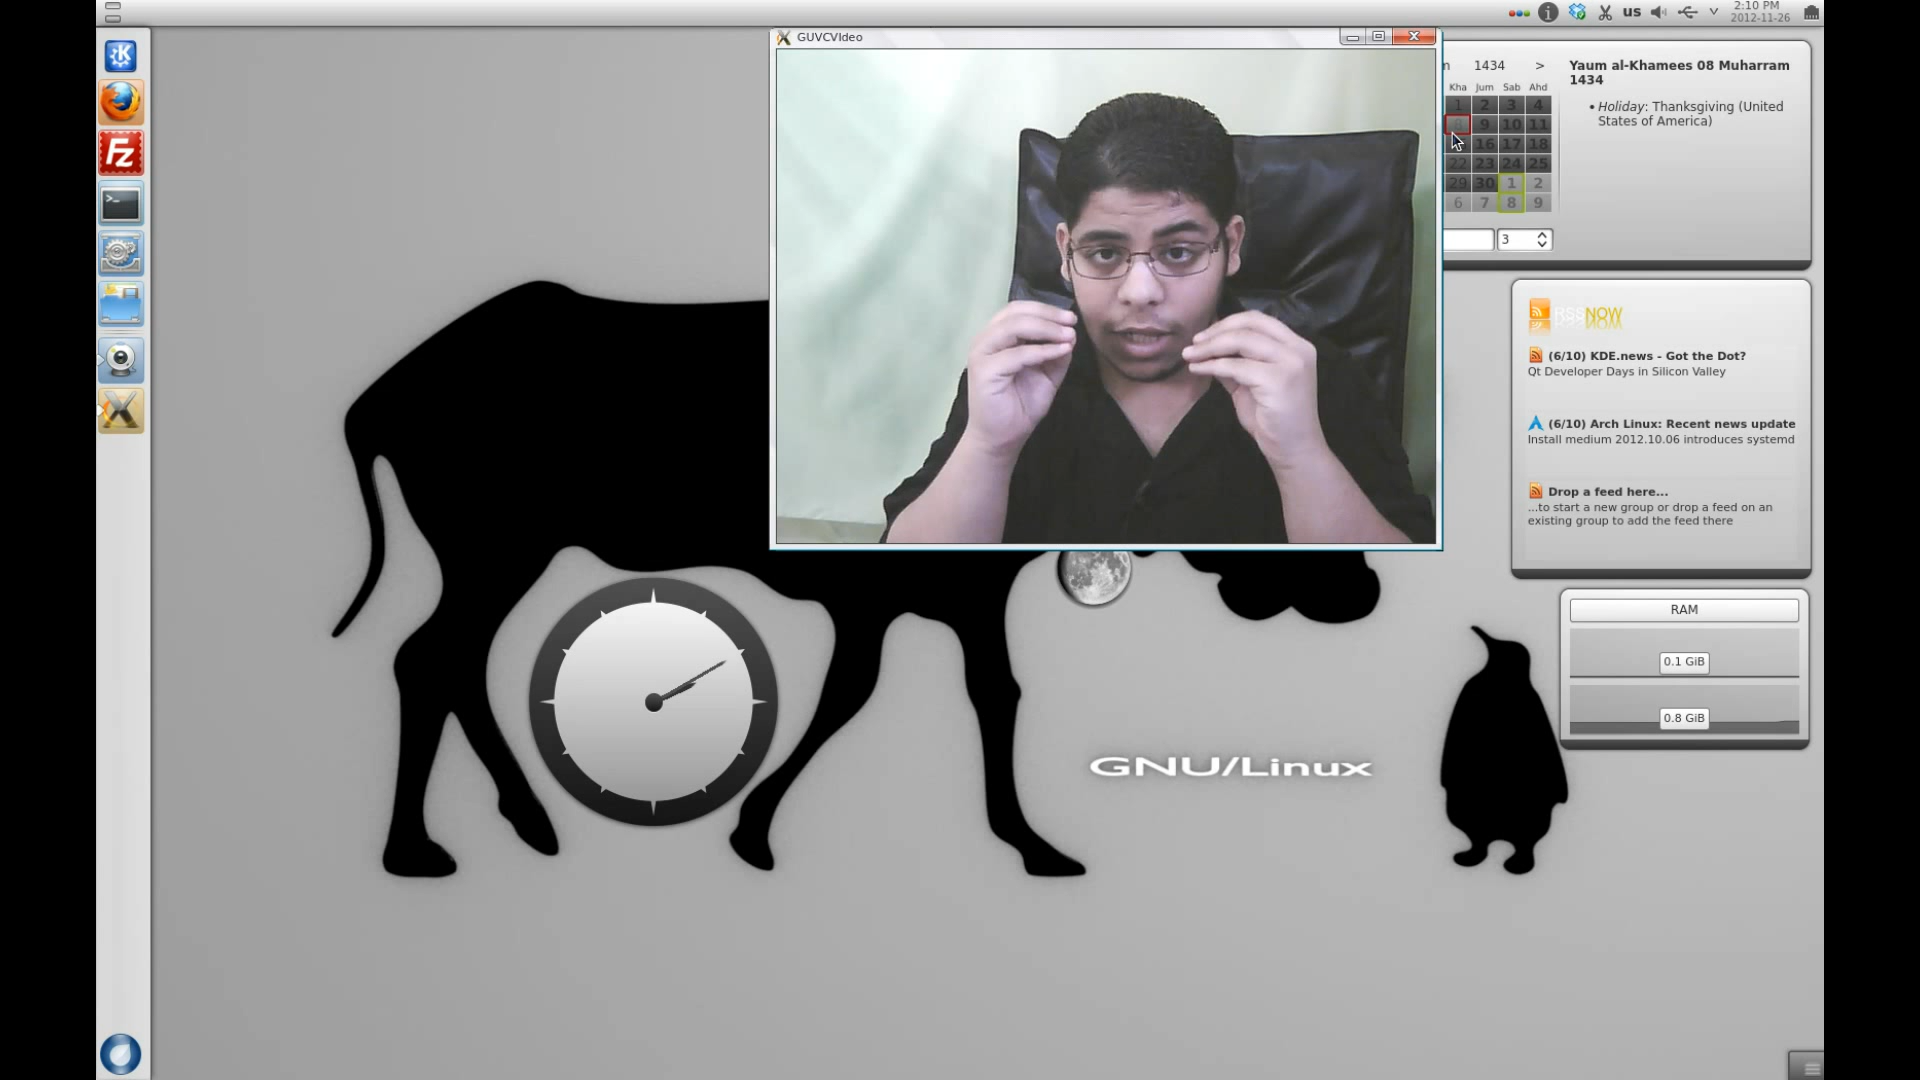 us
2:10 PM
2012-11-26
GUVCVIdeo
1434 >
Kha Jum Sab Ahd
1 2 3 4
8 9 10 11
16 17 18
22 23 24 25
29 30 1 2
6 7 8 9
3
Yaum al-Khamees 08 Muharram
1434
• Holiday: Thanksgiving (United
States of America)
RSSNOW
(6/10) KDE.news - Got the Dot?
Qt Developer Days in Silicon Valley
(6/10) Arch Linux: Recent news update
Install medium 2012.10.06 introduces systemd
Drop a feed here...
...to start a new group or drop a feed on an
existing group to add the feed there
RAM
0.1 GiB
0.8 GiB
GNU/Linux
Fz
>_
K